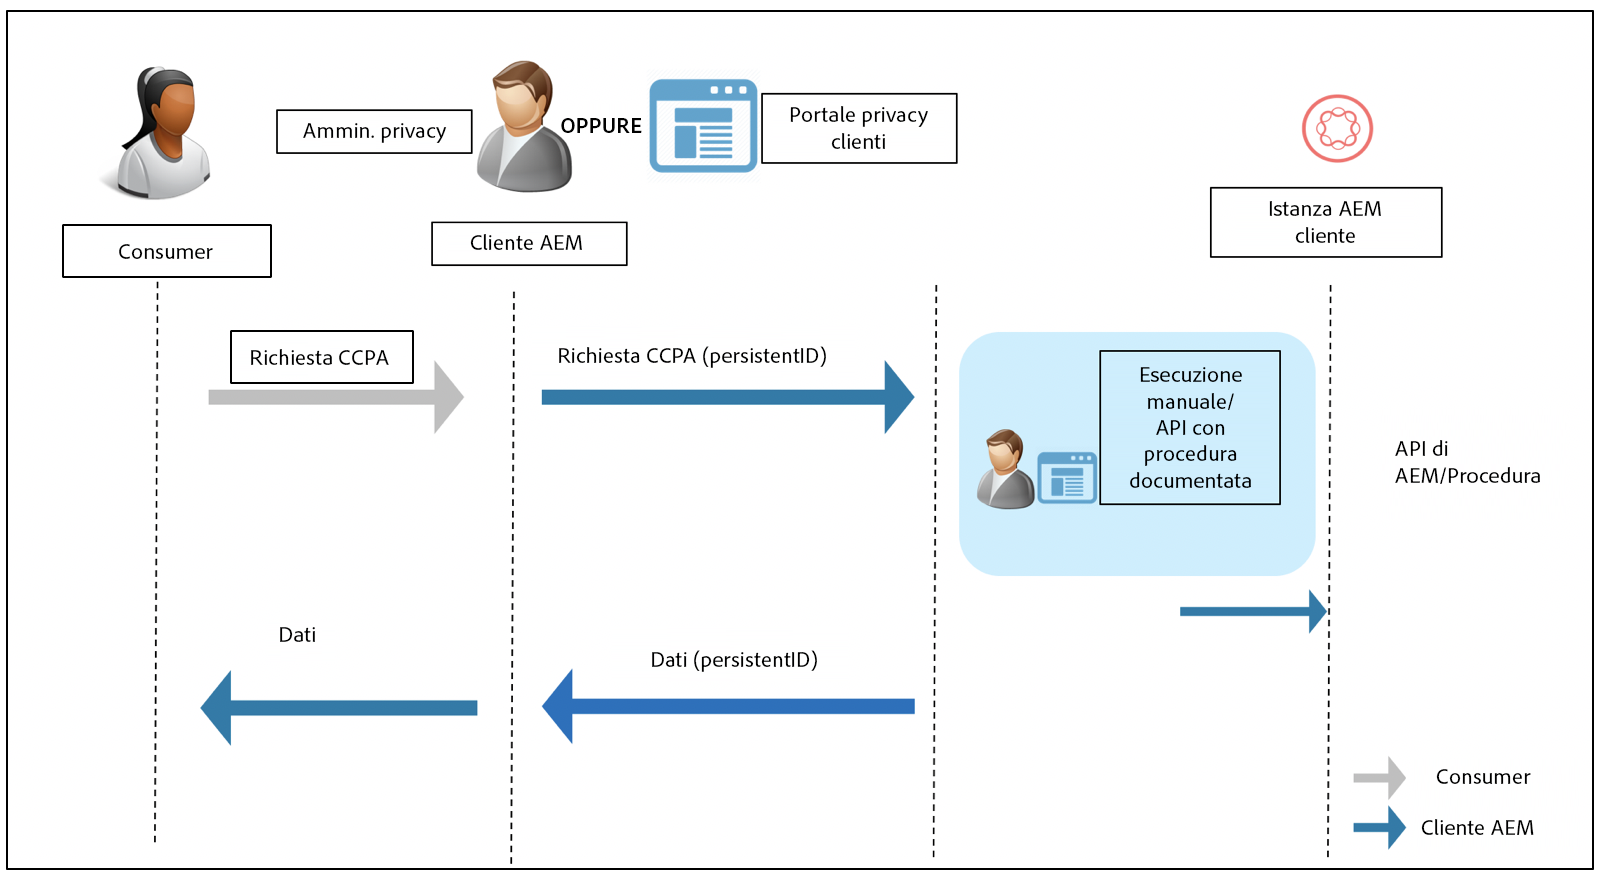 Ammin. privacy
OPPURE
Portale privacy
clienti
Consumer
Cliente AEM
Istanza AEM
cliente
Richiesta CCPA
Richiesta CCPA (persistentID)
Esecuzione
manuale/
API con
procedura
documentata
API di
AEM/Procedura
Dati
Dati (persistentID)
Consumer
Cliente AEM